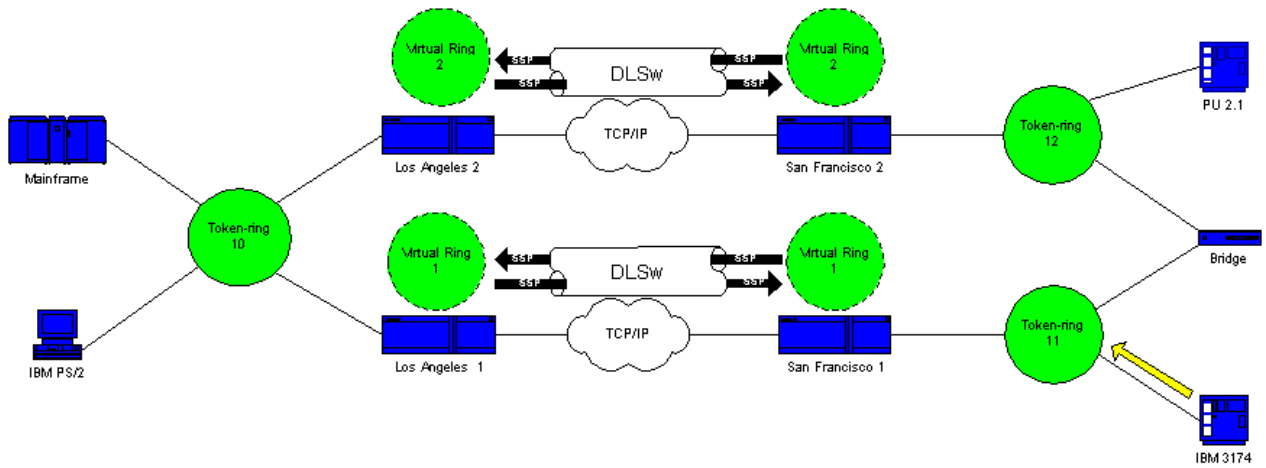 Virtual Ring
2
SSP
SSP
DLSw
SSP
SSP
Virtual Ring
2
PU 2.1
Mainframe
Los Angeles 2
TCP/IP
San Francisco 2
Token-ring
12
Token-ring
10
Virtual Ring
1
SSP
SSP
DLSw
SSP
SSP
Virtual Ring
1
Bridge
IBM PS/2
Los Angeles 1
TCP/IP
San Francisco 1
Token-ring
11
IBM 3174